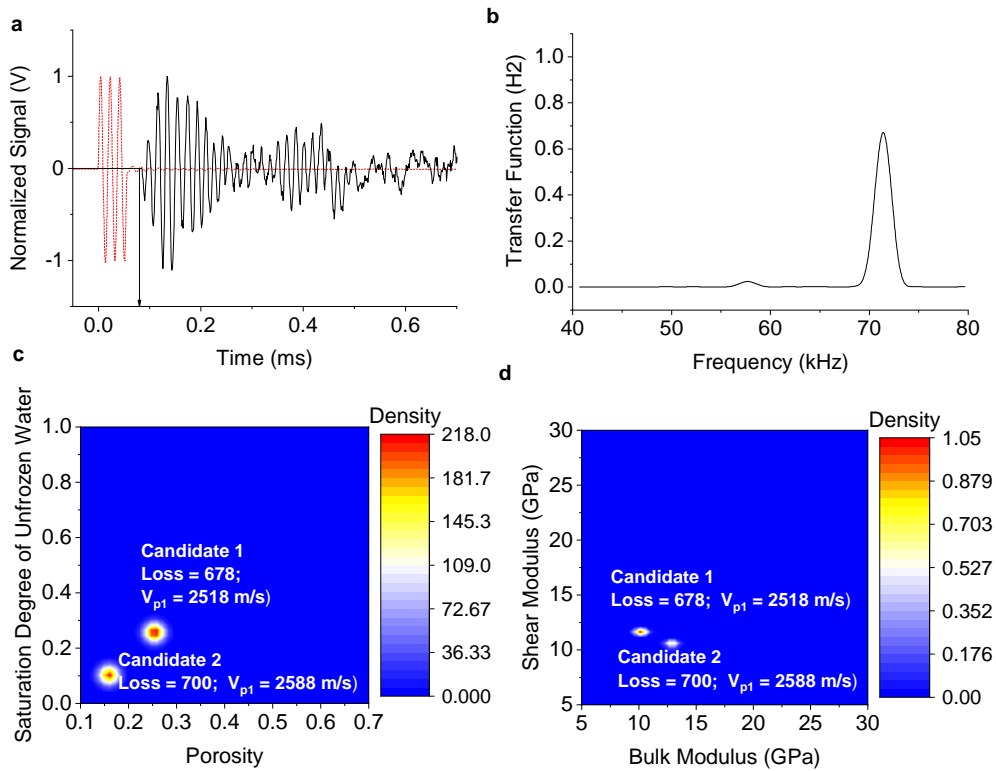 a
Normalized Signal (V)
1
0
-1
0.0 0.2 0.4 0.6
Time (ms)
b
Transfer Function (H2)
1.0
0.8
0.6
0.4
0.2
0.0
40 50 60 70 80
Frequency (kHz)
c
Saturation Degree of Unfrozen Water
1.0
0.8
0.6
0.4
0.2
0.0
0.1 0.2 0.3 0.4 0.5 0.6 0.7
Porosity
Candidate 1
Loss = 678;
Vp1 = 2518 m/s)
Candidate 2
Loss = 700; Vp1 = 2588 m/s)
Density
218.0
181.7
145.3
109.0
72.67
36.33
0.000
d
Shear Modulus (GPa)
30
25
20
15
10
5
5 10 15 20 25 30
Bulk Modulus (GPa)
Candidate 1
Loss = 678; Vp1 = 2518 m/s)
Candidate 2
Loss = 700; Vp1 = 2588 m/s)
Density
1.05
0.879
0.703
0.527
0.352
0.176
0.00